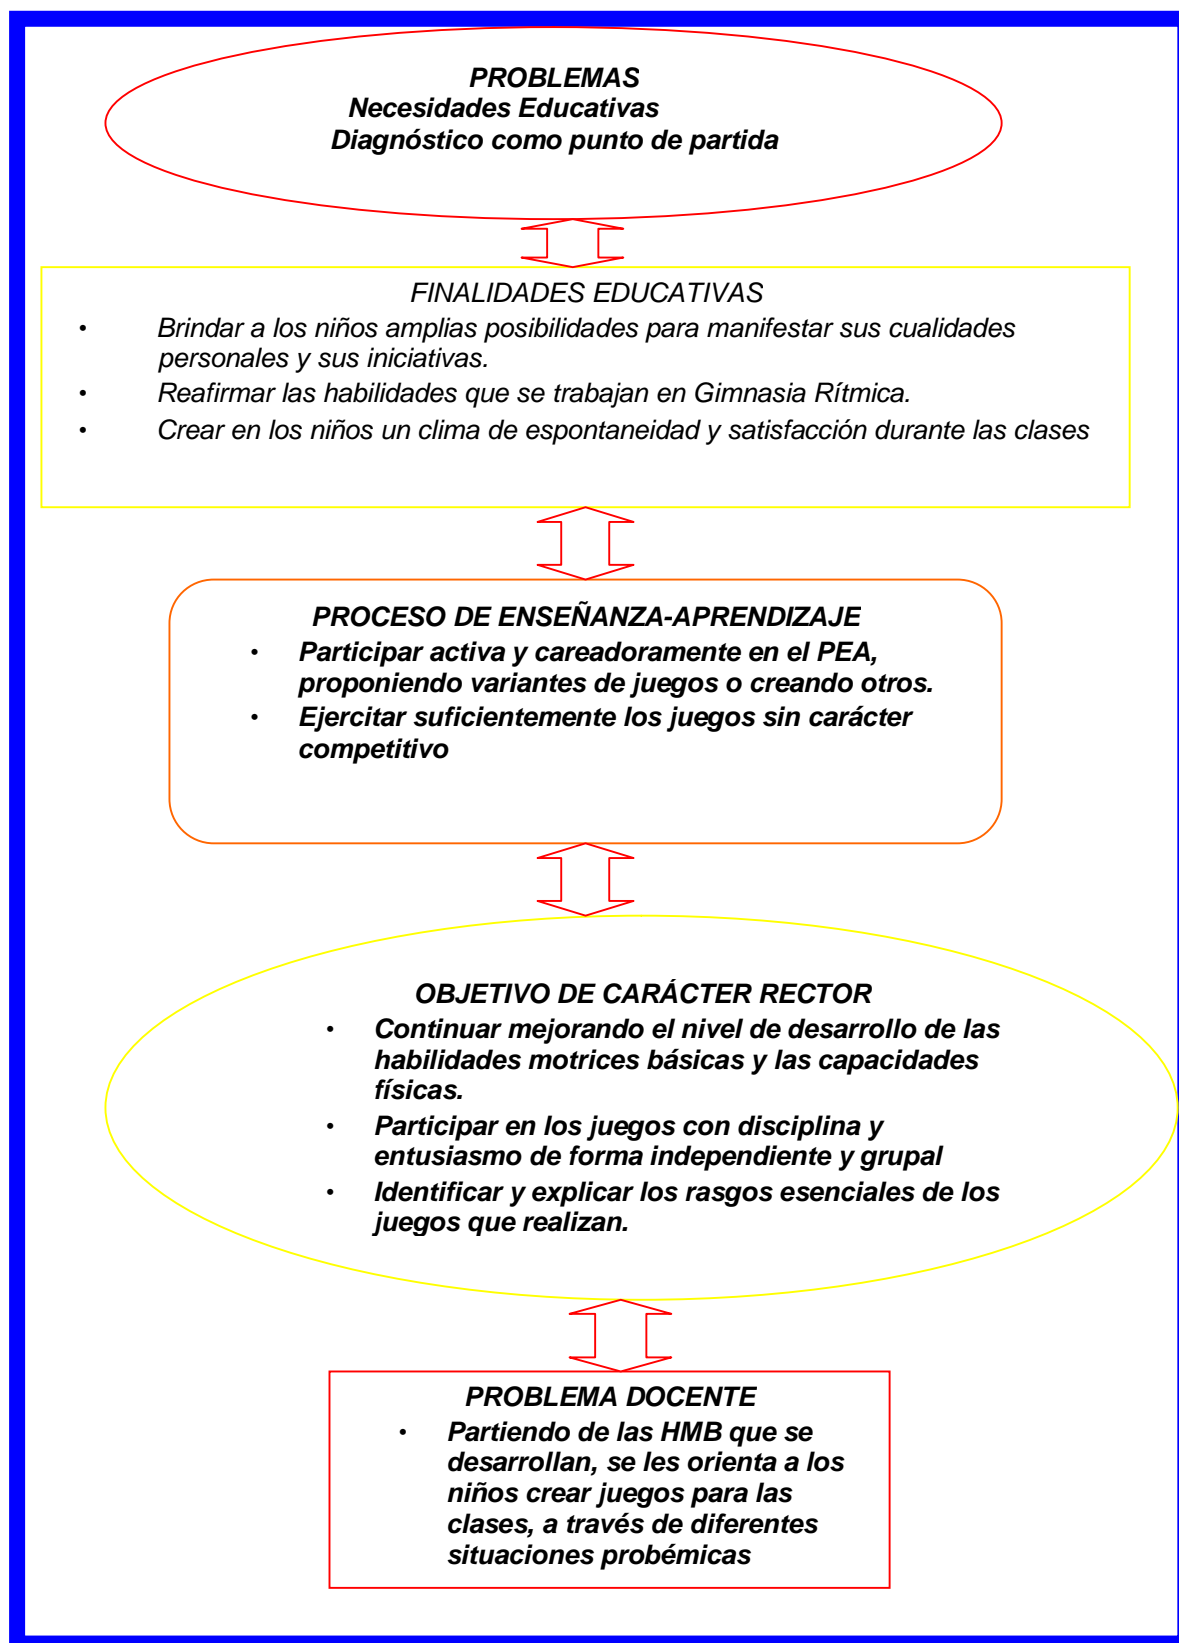 PROBLEMAS
Necesidades Educativas
Diagnóstico como punto de partida
FINALIDADES EDUCATIVAS
• Brindar a los niños amplias posibilidades para manifestar sus cualidades
personales y sus iniciativas.
• Reafirmar las habilidades que se trabajan en Gimnasia Rítmica.
• Crear en los niños un clima de espontaneidad y satisfacción durante las clases
PROCESO DE ENSEÑANZA-APRENDIZAJE
• Participar activa y careadoramente en el PEA,
proponiendo variantes de juegos o creando otros.
• Ejercitar suficientemente los juegos sin carácter
competitivo
OBJETIVO DE CARÁCTER RECTOR
• Continuar mejorando el nivel de desarrollo de las
habilidades motrices básicas y las capacidades
físicas.
• Participar en los juegos con disciplina y
entusiasmo de forma independiente y grupal
• Identificar y explicar los rasgos esenciales de los
juegos que realizan.
PROBLEMA DOCENTE
• Partiendo de las HMB que se
desarrollan, se les orienta a los
niños crear juegos para las
clases, a través de diferentes
situaciones probémicas